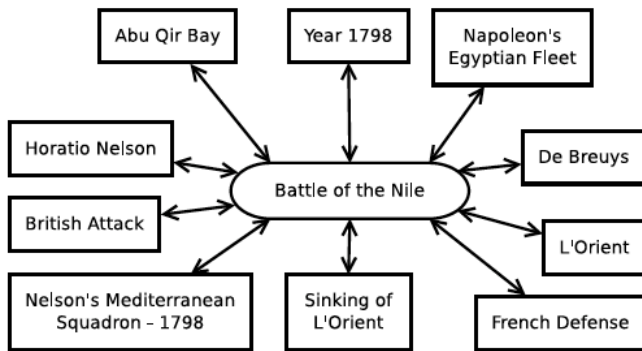 Abu Qir Bay
Year 1798
Napoleon's
Egyptian Fleet
Horatio Nelson
De Breuys
Battle of the Nile
British Attack
L'Orient
Nelson's Mediterranean
Squadron – 1798
Sinking of
L'Orient
French Defense